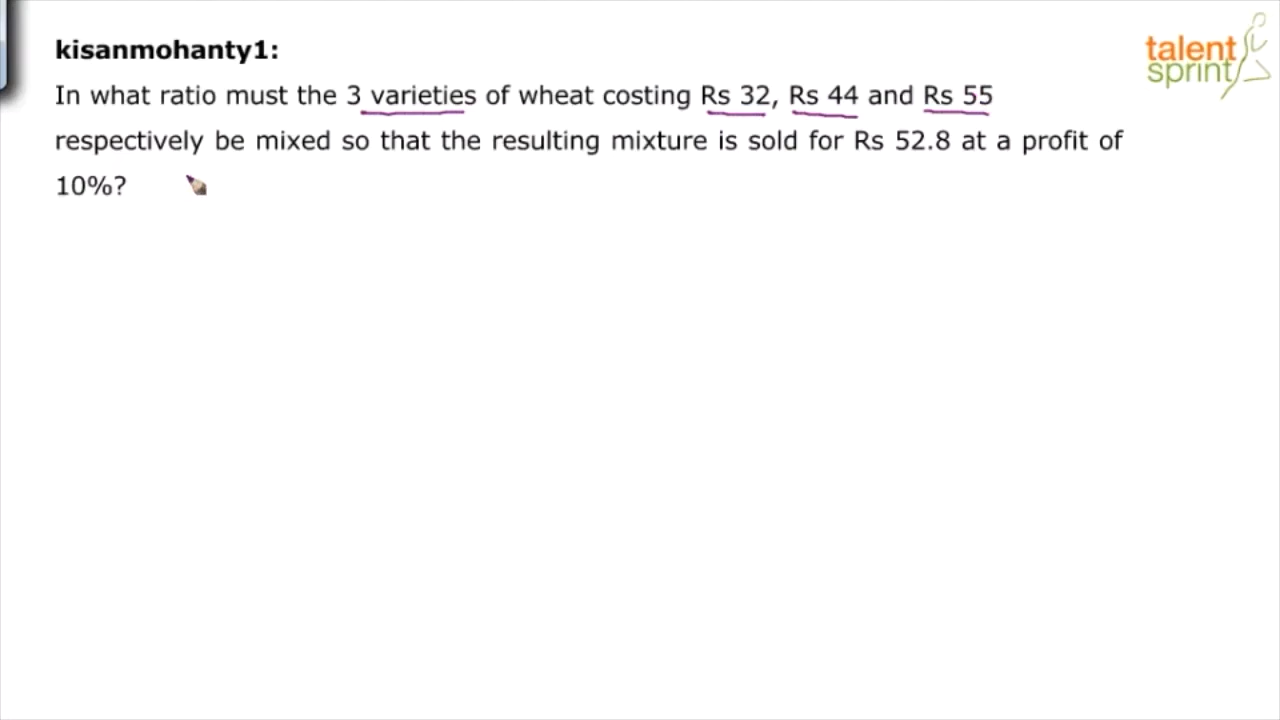 kisanmohanty1:
talent
sprint
In what ratio must the 3 varieties of wheat costing Rs 32, Rs 44 and Rs 55
respectively be mixed so that the resulting mixture is sold for Rs 52.8 at a profit of
10%?